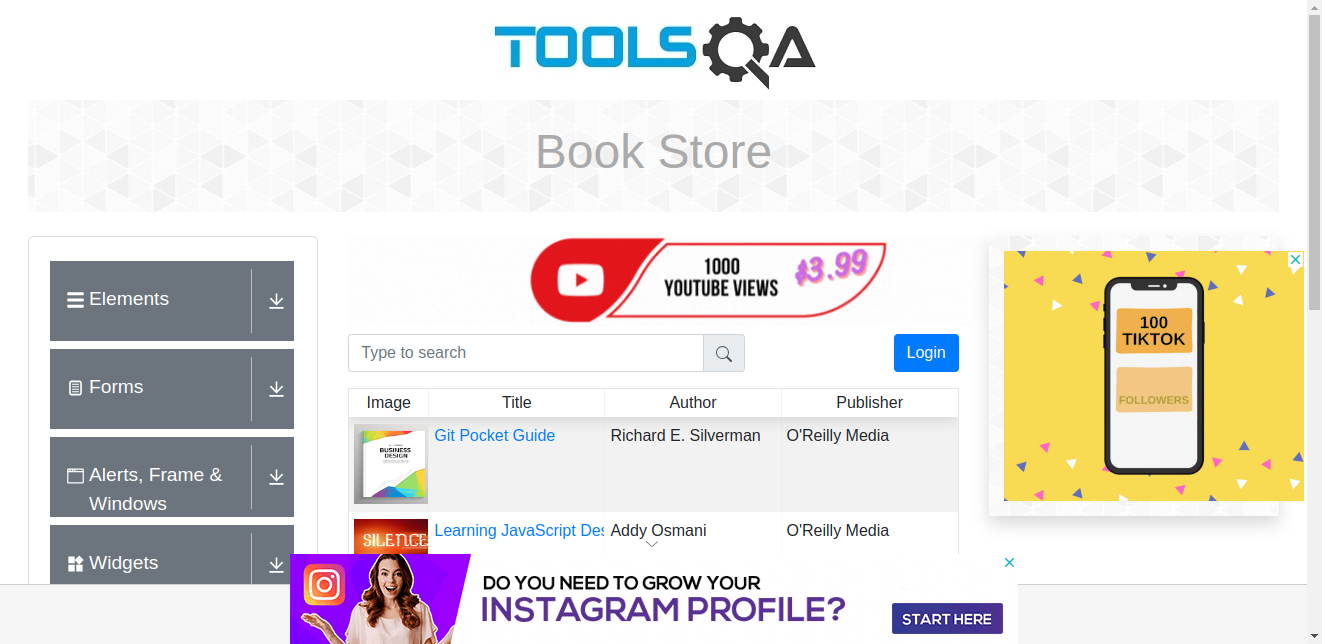 TOOLSQA
Book Store
Elements
Forms
Alerts, Frame &
Windows
Widgets
1000
YOUTUBE VIEWS
$3.99
Type to search
Login
Image Title Author Publisher
BUSINESS
DESIGN
Git Pocket Guide Richard E. Silverman O'Reilly Media
SILENCE
Learning JavaScript Des Addy Osmani O'Reilly Media
100
TIKTOK
FOLLOWERS
DO YOU NEED TO GROW YOUR
INSTAGRAM PROFILE?
START HERE